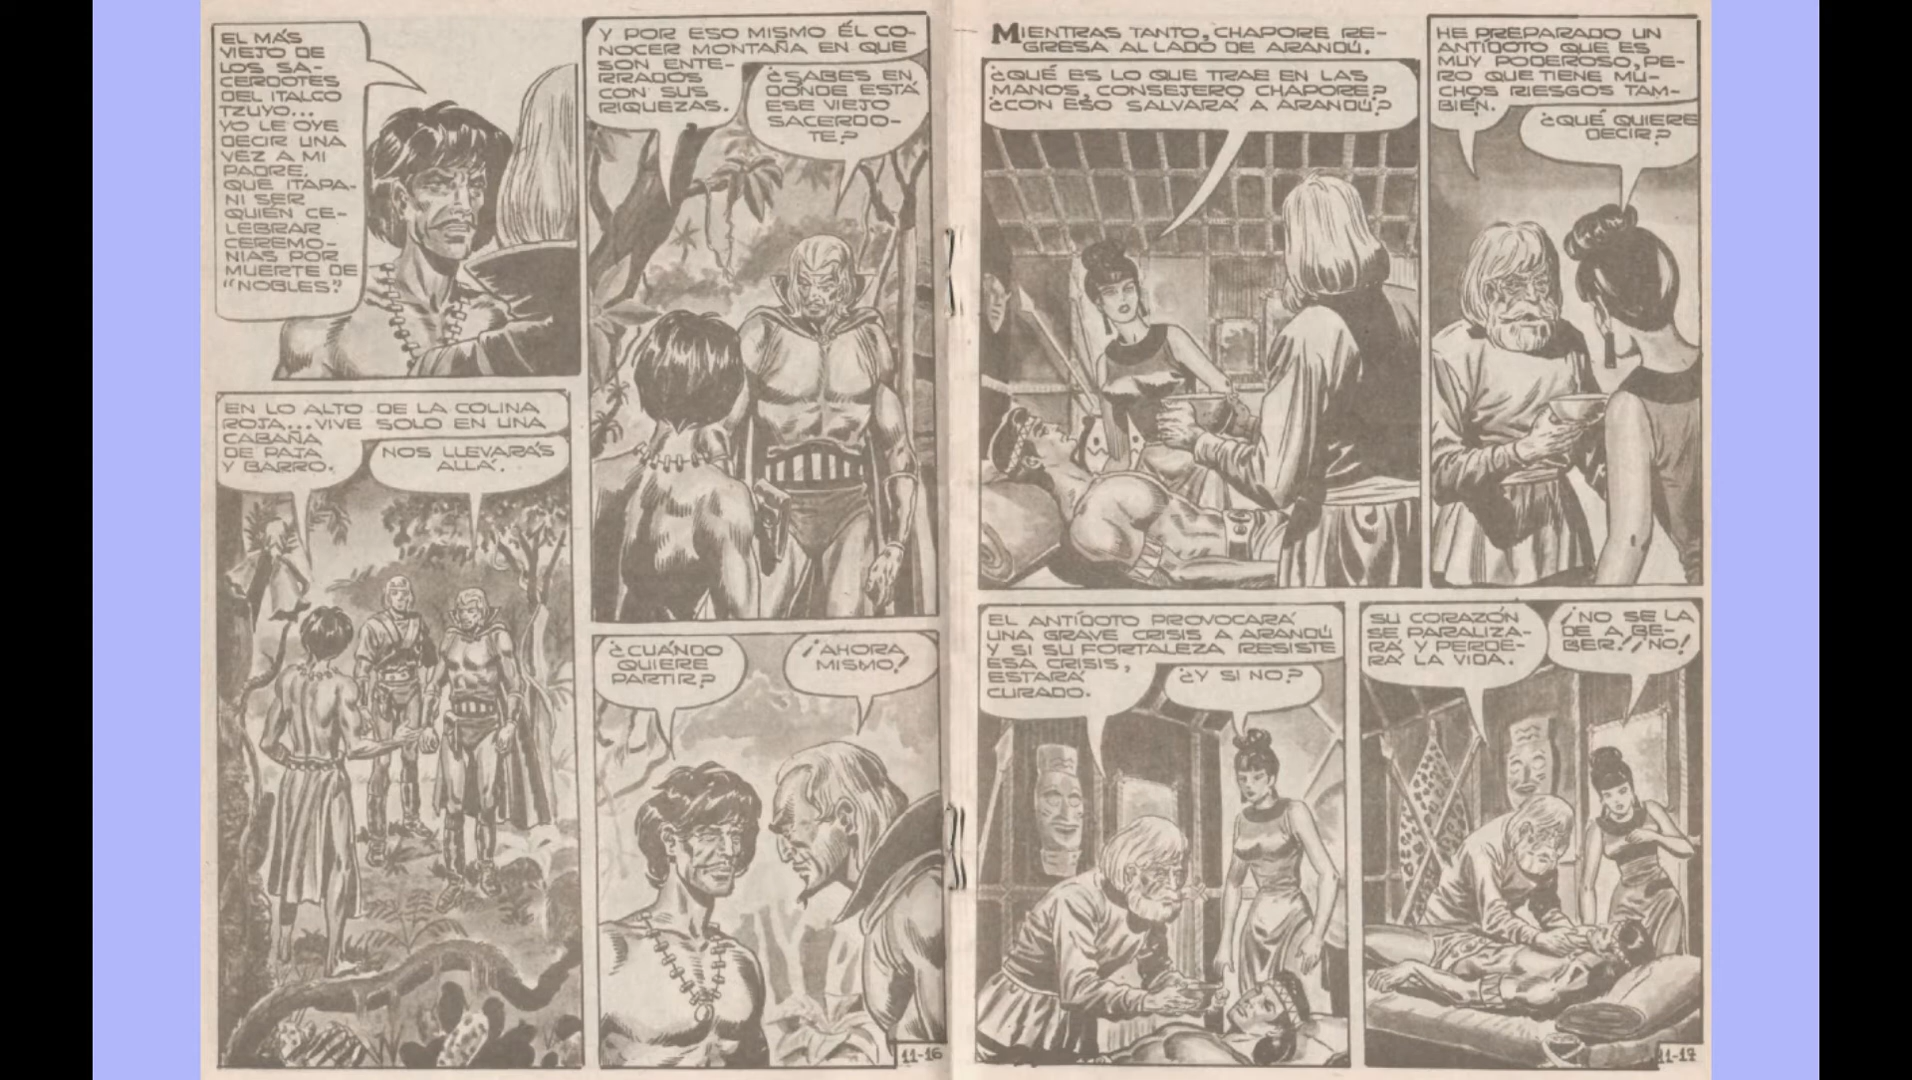 EL MÁS
VIEJO DE
LOS SA-
CERDOTES
DEL ITALGO
TZUYO...
YO LE OYE
DECIR UNA
VEZ A MI
PADRE.
QUE ITAPA-
NI SER
QUIÉN CE-
LEBRAR
CEREMO-
NIAS POR
MUERTE DE
"NOBLES".
Y POR ESO MISMO ÉL CO-
NOCER MONTAÑA EN QUE
SON ENTE-
RRADOS
CON SUS
RIQUEZAS.
¿SABES EN
DÓNDE ESTÁ
ESE VIEJO
SACERDO-
TE?
EN LO ALTO DE LA COLINA
ROJA...VIVE SOLO EN UNA
CABAÑA
DE PAJA
Y BARRO.
NOS LLEVARÁS
ALLÁ.
¿CUÁNDO
QUIERE
PARTIR?
¡AHORA
MISMO!
11-16
MIENTRAS TANTO, CHAPORE RE-
GRESA AL LADO DE ARANDÚ.
¿QUÉ ES LO QUE TRAE EN LAS
MANOS, CONSEJERO CHAPORE?
¿CON ESO SALVARÁ A ARANDÚ?
HE PREPARADO UN
ANTÍDOTO QUE ES
MUY PODEROSO, PE-
RO QUE TIENE MU-
CHOS RIESGOS TAM-
BIÉN.
¿QUÉ QUIERE
DECIR?
EL ANTÍDOTO PROVOCARÁ
UNA GRAVE CRISIS A ARANDÚ
Y SI SU FORTALEZA RESISTE
ESA CRISIS,
ESTARÁ
CURADO.
¿Y SI NO?
SU CORAZÓN
SE PARALIZA-
RÁ Y PERDE-
RÁ LA VIDA.
¡NO SE LA
DE A BE-
BER! ¡NO!
11-17